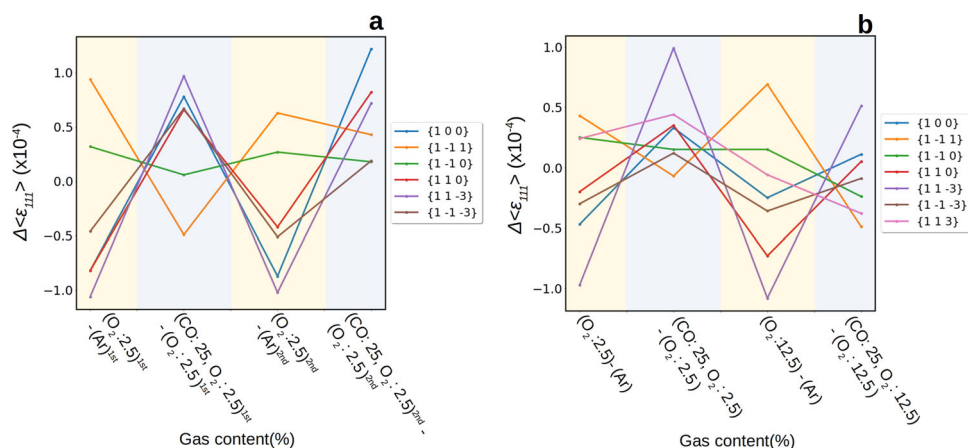 a
Δ<ε111> (x10-4)
1.0
0.5
0.0
−0.5
−1.0
(O2:2.5)1st
- (Ar)1st
(CO: 25, O2: 2.5)1st
- (O2: 2.5)1st
(O2:2.5)2nd
- (Ar)2nd
(CO: 25, O2: 2.5)2nd -
(O2: 2.5)2nd
Gas content(%)
{1 0 0}
{1 -1 1}
{1 -1 0}
{1 1 0}
{1 1 -3}
{1 -1 -3}
b
Δ<ε111> (x10-4)
1.0
0.5
0.0
−0.5
−1.0
(O2:2.5)- (Ar)
(CO: 25, O2: 2.5)
- (O2: 2.5)
(O2:12.5) - (Ar)
(CO: 25, O2: 12.5)
- (O2: 12.5)
Gas content(%)
{1 0 0}
{1 -1 1}
{1 -1 0}
{1 1 0}
{1 1 -3}
{1 -1 -3}
{1 1 3}